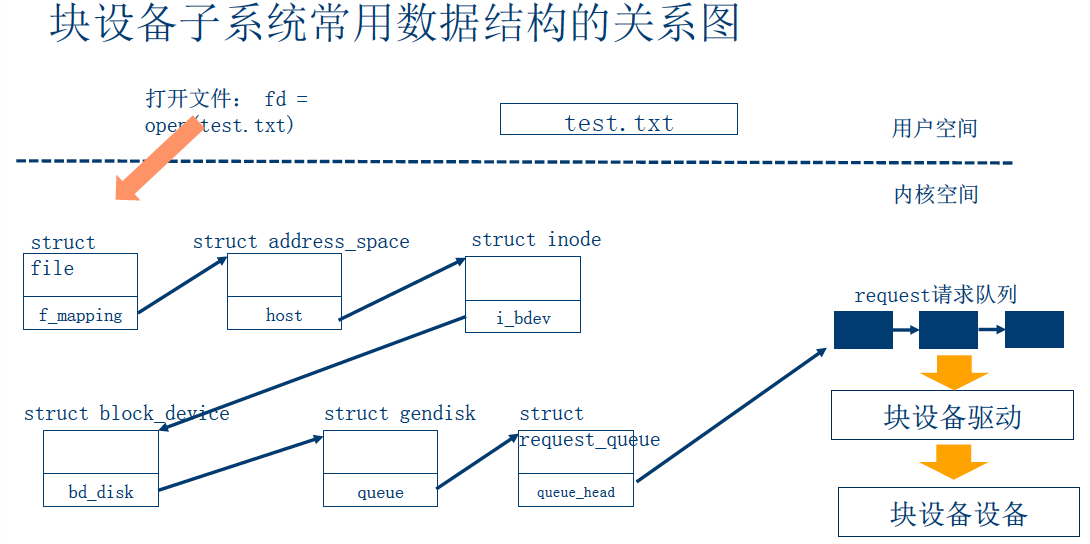 块设备子系统常用数据结构的关系图
打开文件： fd =
open(test.txt)
test.txt
用户空间
内核空间
struct
file
f_mapping
struct address_space
host
struct inode
i_bdev
request请求队列
块设备驱动
块设备设备
struct block_device
bd_disk
struct gendisk
queue
struct
request_queue
queue_head